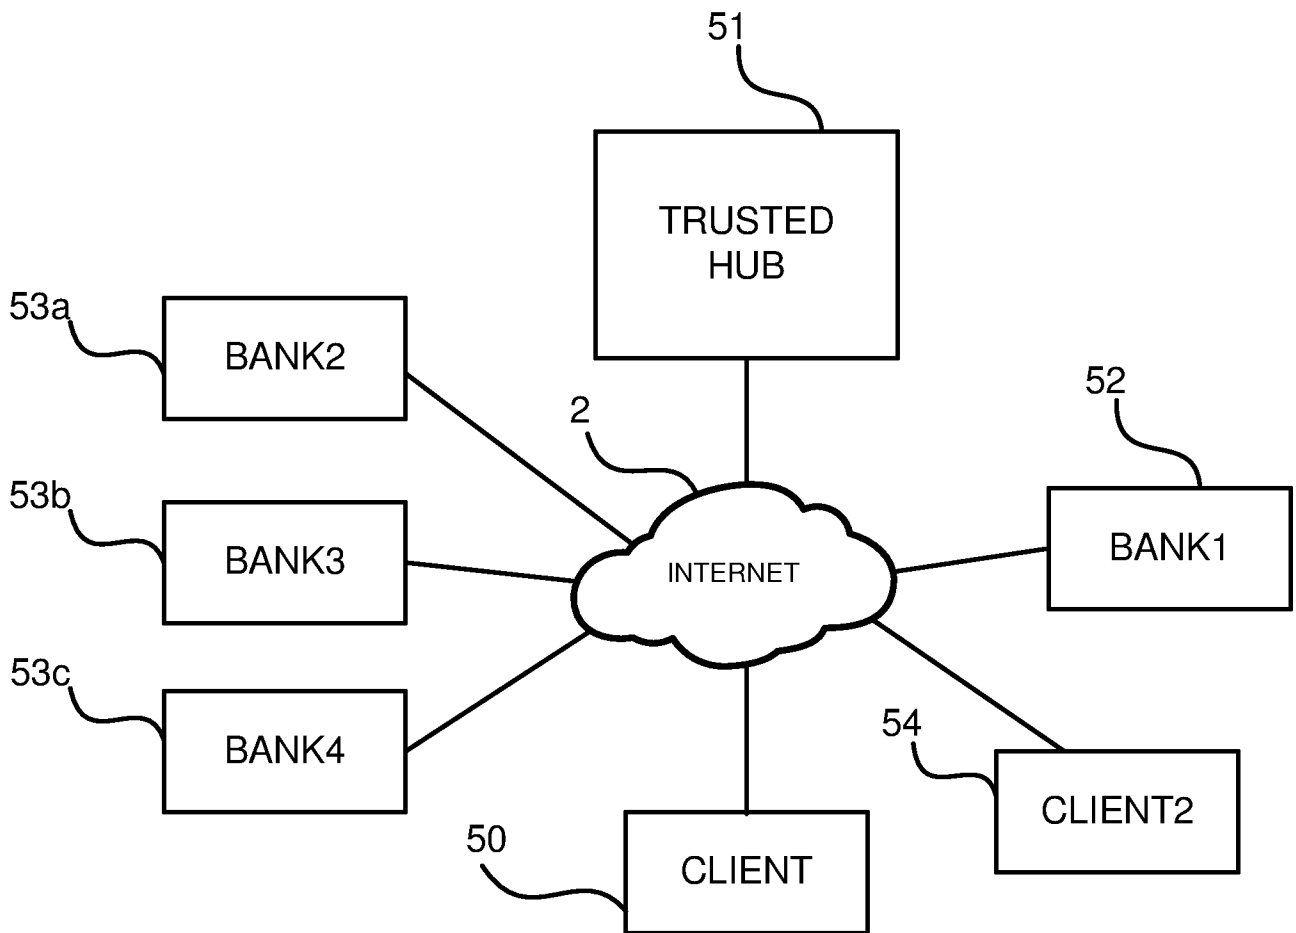 51
TRUSTED
HUB
53a
BANK2
52
2
53b
BANK3
INTERNET
BANK1
53c
BANK4
54
CLIENT2
50
CLIENT